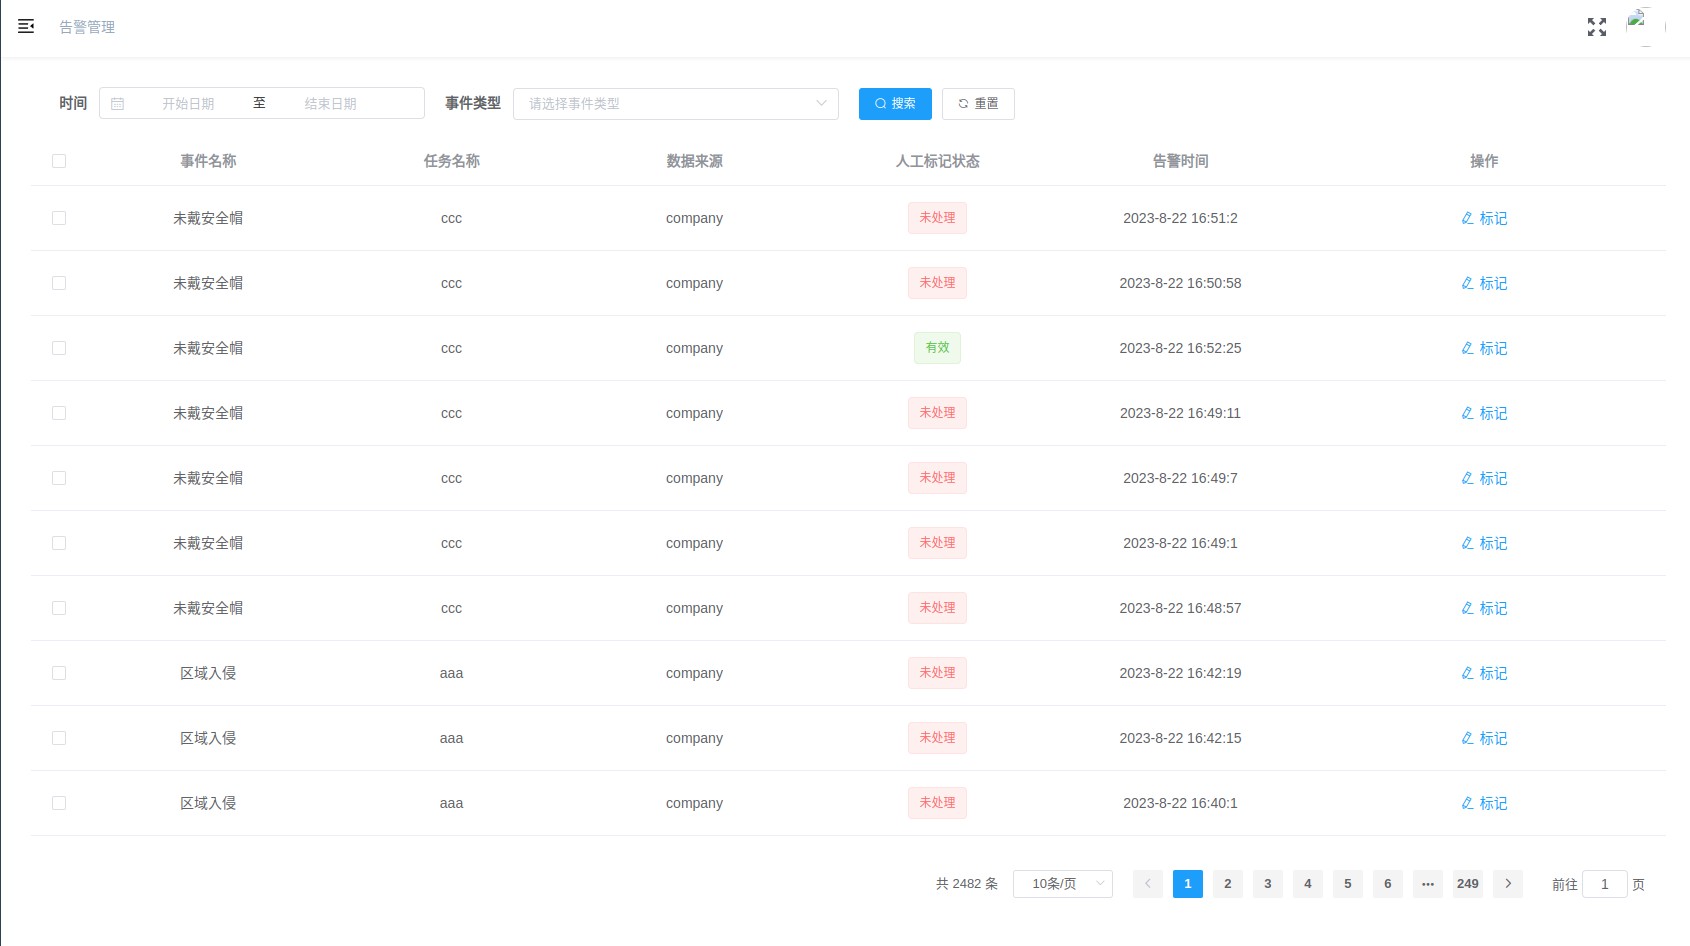 告警管理
时间 开始日期 至 结束日期 事件类型 请选择事件类型 搜索 重置
事件名称 任务名称 数据来源 人工标记状态 告警时间 操作
未戴安全帽 ccc company 未处理 2023-8-22 16:51:2 标记
未戴安全帽 ccc company 未处理 2023-8-22 16:50:58 标记
未戴安全帽 ccc company 有效 2023-8-22 16:52:25 标记
未戴安全帽 ccc company 未处理 2023-8-22 16:49:11 标记
未戴安全帽 ccc company 未处理 2023-8-22 16:49:7 标记
未戴安全帽 ccc company 未处理 2023-8-22 16:49:1 标记
未戴安全帽 ccc company 未处理 2023-8-22 16:48:57 标记
区域入侵 aaa company 未处理 2023-8-22 16:42:19 标记
区域入侵 aaa company 未处理 2023-8-22 16:42:15 标记
区域入侵 aaa company 未处理 2023-8-22 16:40:1 标记
共 2482 条 10条/页 1 2 3 4 5 6 ••• 249 前往 1 页